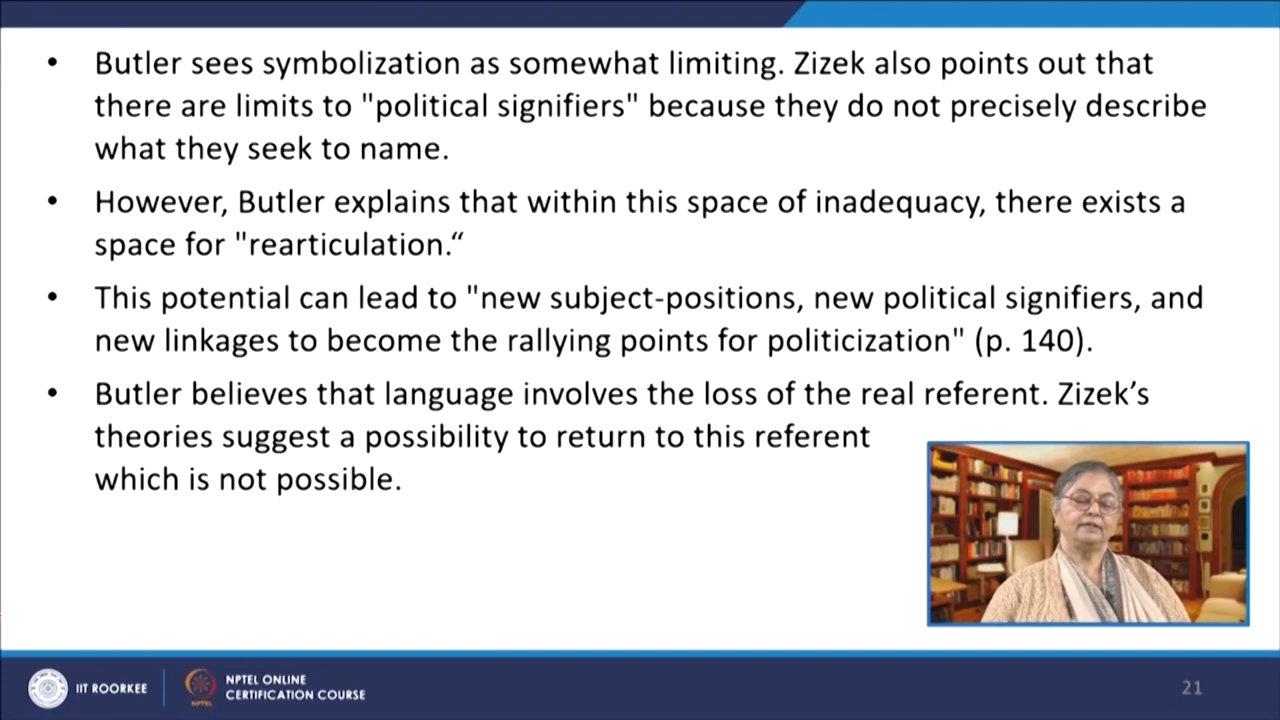 • Butler sees symbolization as somewhat limiting. Zizek also points out that
there are limits to "political signifiers" because they do not precisely describe
what they seek to name.
• However, Butler explains that within this space of inadequacy, there exists a
space for "rearticulation.“
• This potential can lead to "new subject-positions, new political signifiers, and
new linkages to become the rallying points for politicization" (p. 140).
• Butler believes that language involves the loss of the real referent. Zizek’s
theories suggest a possibility to return to this referent
which is not possible.
IIT ROORKEE
NPTEL
NPTEL ONLINE
CERTIFICATION COURSE
21